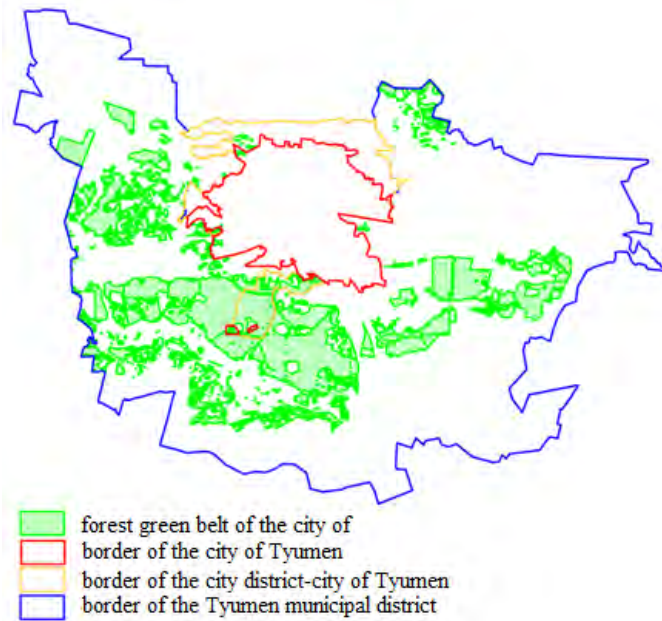 forest green belt of the city of
border of the city of Tyumen
border of the city district-city of Tyumen
border of the Tyumen municipal district